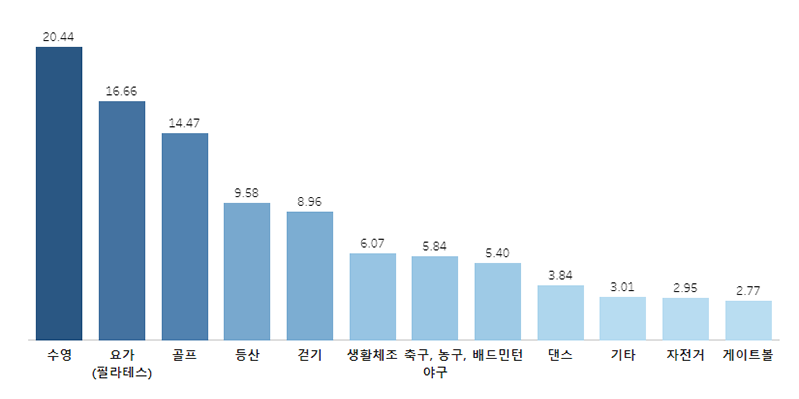 20.44
16.66
14.47
9.58
8.96
6.07
5.84
5.40
3.84
3.01
2.95
2.77
수영
요가
(필라테스)
골프
등산
걷기
생활체조
축구, 농구,
야구
배드민턴
댄스
기타
자전거
게이트볼